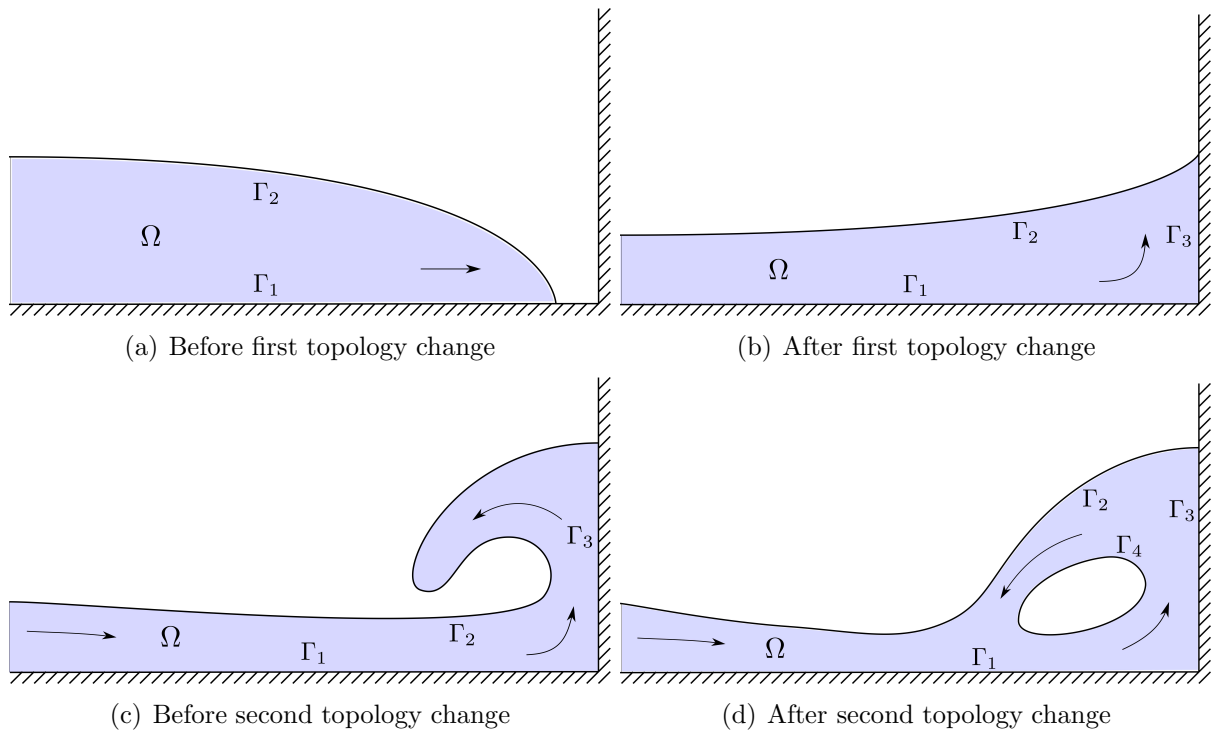 Γ₂
Ω
Γ₁
(a) Before first topology change
Γ₂
Γ₃
Ω
Γ₁
(b) After first topology change
Γ₃
Γ₂
Ω
Γ₁
(c) Before second topology change
Γ₂
Γ₃
Γ₄
Ω
Γ₁
(d) After second topology change